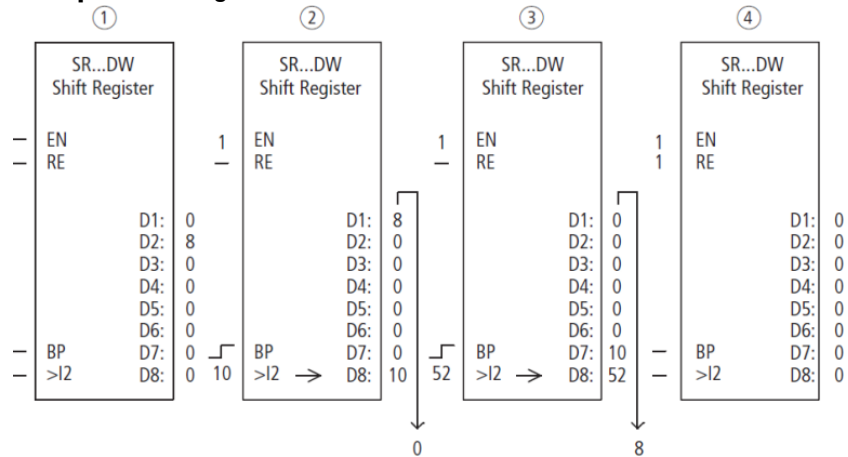 ① ② ③ ④
SR...DW SR...DW SR...DW SR...DW
Shift Register Shift Register Shift Register Shift Register
– EN 1 EN 1 EN 1 EN
– RE – RE – RE 1 RE
D1: 0 D1: 8 D1: 0 D1: 0
D2: 8 D2: 0 D2: 0 D2: 0
D3: 0 D3: 0 D3: 0 D3: 0
D4: 0 D4: 0 D4: 0 D4: 0
D5: 0 D5: 0 D5: 0 D5: 0
D6: 0 D6: 0 D6: 0 D6: 0
– BP D7: 0 BP D7: 0 BP D7: 10 – BP D7: 0
– >I2 D8: 0 10 >I2 → D8: 10 52 >I2 → D8: 52 – >I2 D8: 0
0 8